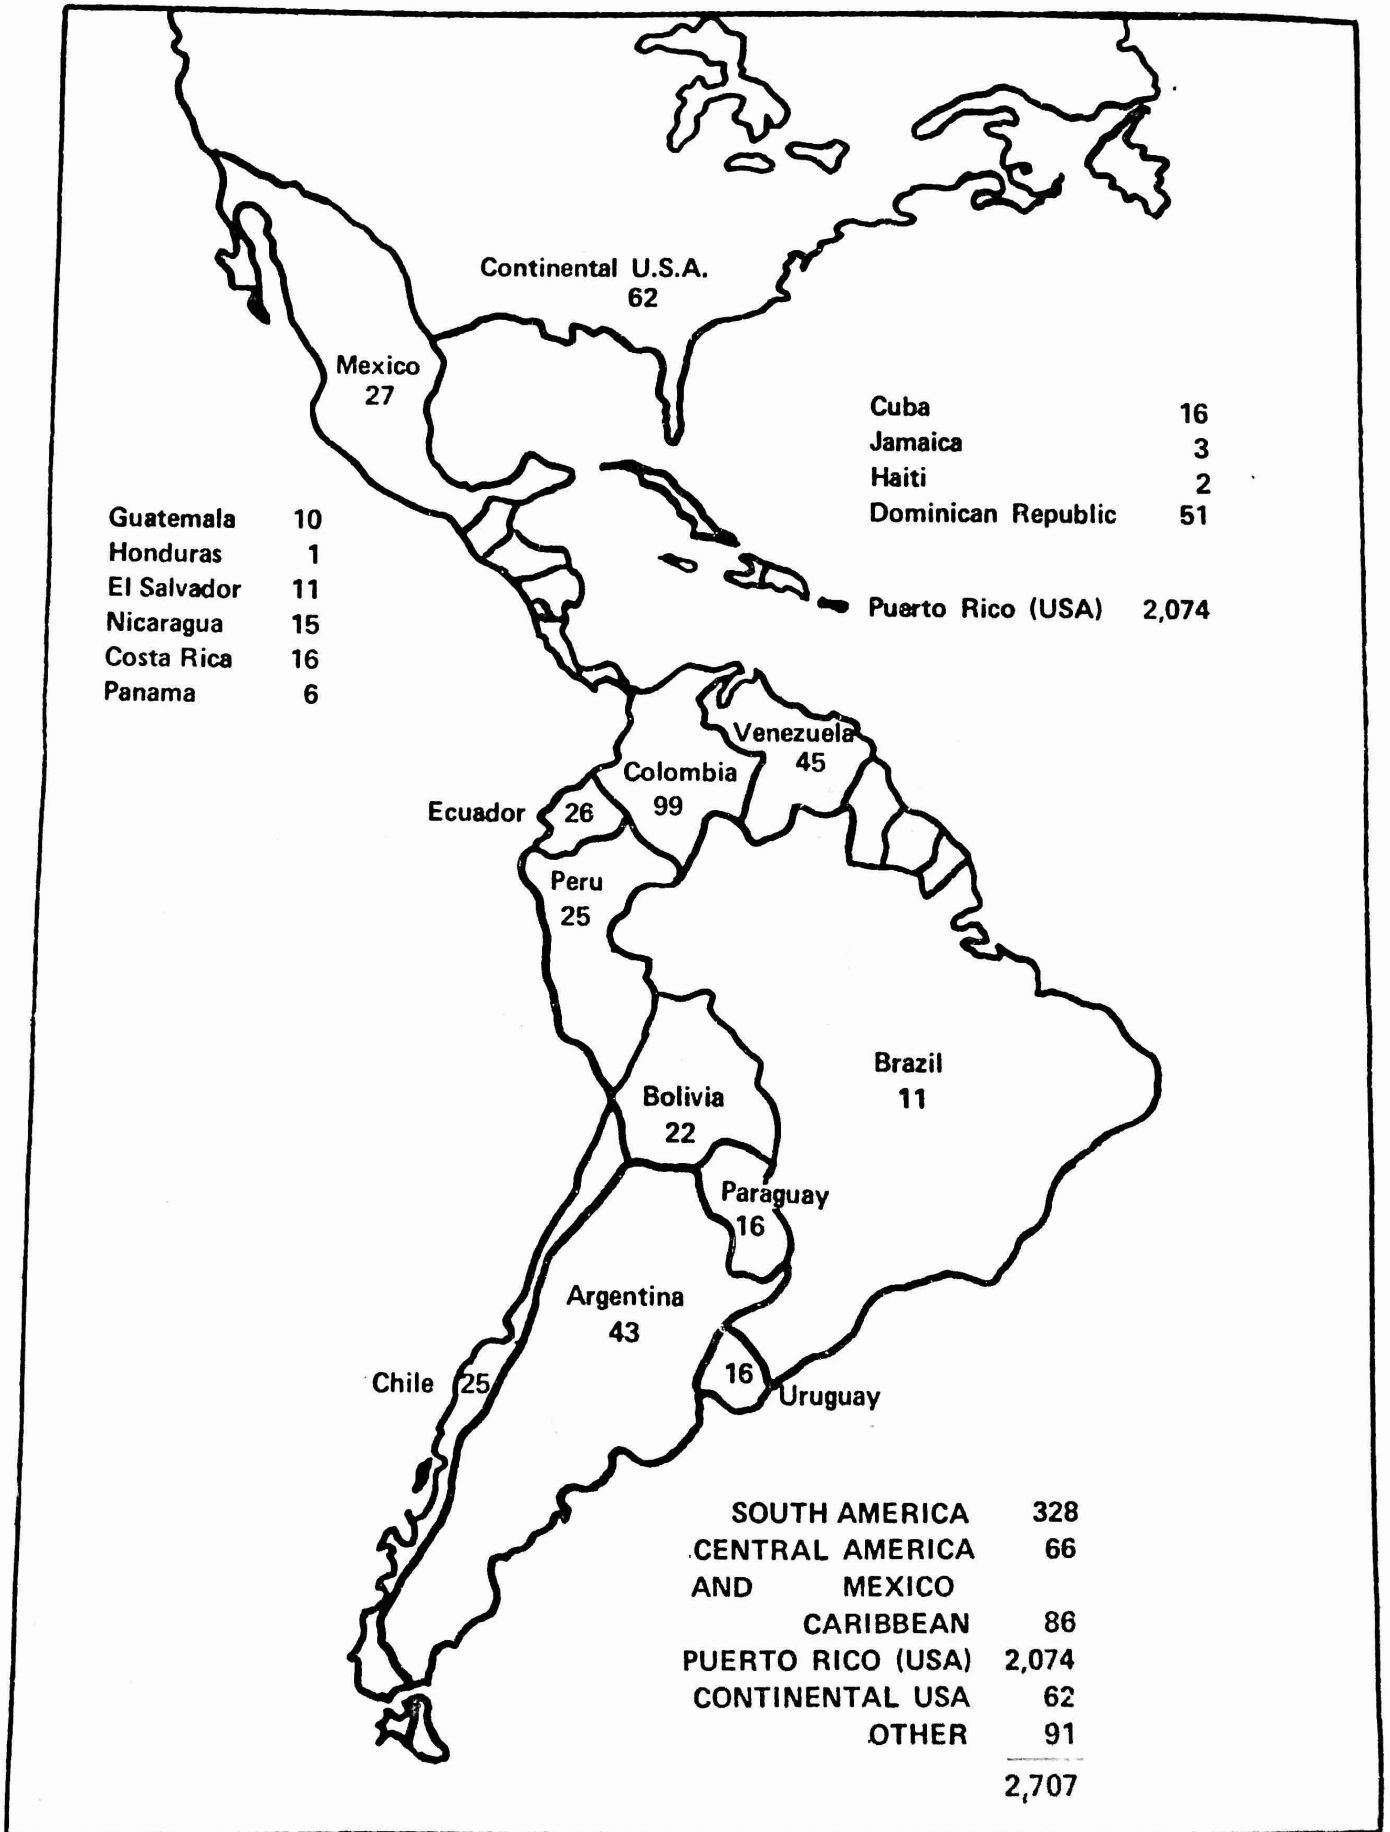 Continental U.S.A.
62
Mexico
27
Cuba 16
Jamaica 3
Haiti 2
Dominican Republic 51
Puerto Rico (USA) 2,074
Guatemala 10
Honduras 1
El Salvador 11
Nicaragua 15
Costa Rica 16
Panama 6
Venezuela
45
Colombia
99
Ecuador 26
Peru
25
Brazil
11
Bolivia
22
Paraguay
16
Argentina
43
Chile 25
16
Uruguay
SOUTH AMERICA 328
CENTRAL AMERICA 66
AND MEXICO
CARIBBEAN 86
PUERTO RICO (USA) 2,074
CONTINENTAL USA 62
OTHER 91
2,707